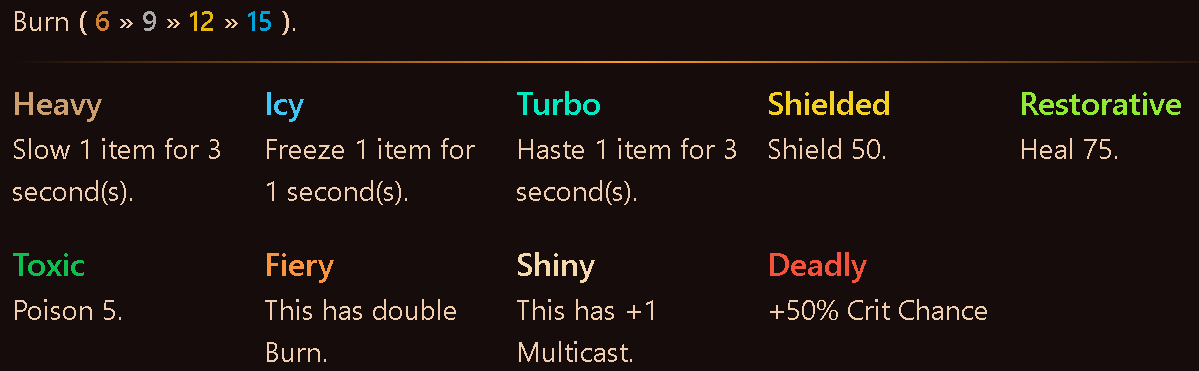 Burn ( 6 » 9 » 12 » 15 ).
Heavy
Slow 1 item for 3
second(s).
Icy
Freeze 1 item for
1 second(s).
Turbo
Haste 1 item for 3
second(s).
Shielded
Shield 50.
Restorative
Heal 75.
Toxic
Poison 5.
Fiery
This has double
Burn.
Shiny
This has +1
Multicast.
Deadly
+50% Crit Chance